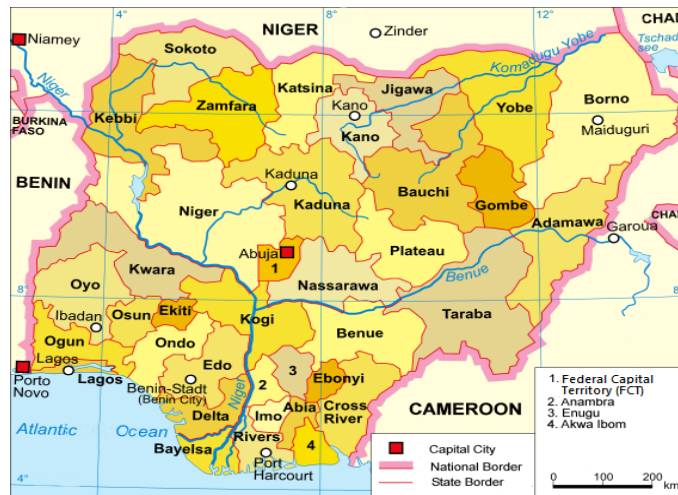 4°
8°
12°
NIGER
Zinder
CHAD
Tschad-
see
Niamey
Niger
Sokoto
Komadugu Yobe
Katsina
Jigawa
Zamfara
Kebbi
Kano
Kano
Yobe
Borno
Maiduguri
BURKINA
FASO
BENIN
Kaduna
Kaduna
Bauchi
Gombe
Niger
Adamawa
Garoua
CHAD
Abuja
1
Plateau
Kwara
Nassarawa
Benue
Oyo
Taraba
8°
8°
Ibadan
Osun
Ekiti
Kogi
Benue
Ogun
Ondo
Edo
3
Lagos
Lagos
Porto
Novo
Benin-Stadt
(Benin City)
2
Ebonyi
Niger
Delta
Imo
Abia
Cross
River
CAMEROON
Atlantic Ocean
Bayelsa
Rivers
4
Port
Harcourt
4°
8°
1. Federal Capital
Territory (FCT)
2. Anambra
3. Enugu
4. Akwa Ibom
Capital City
National Border
State Border
0 100 200
km